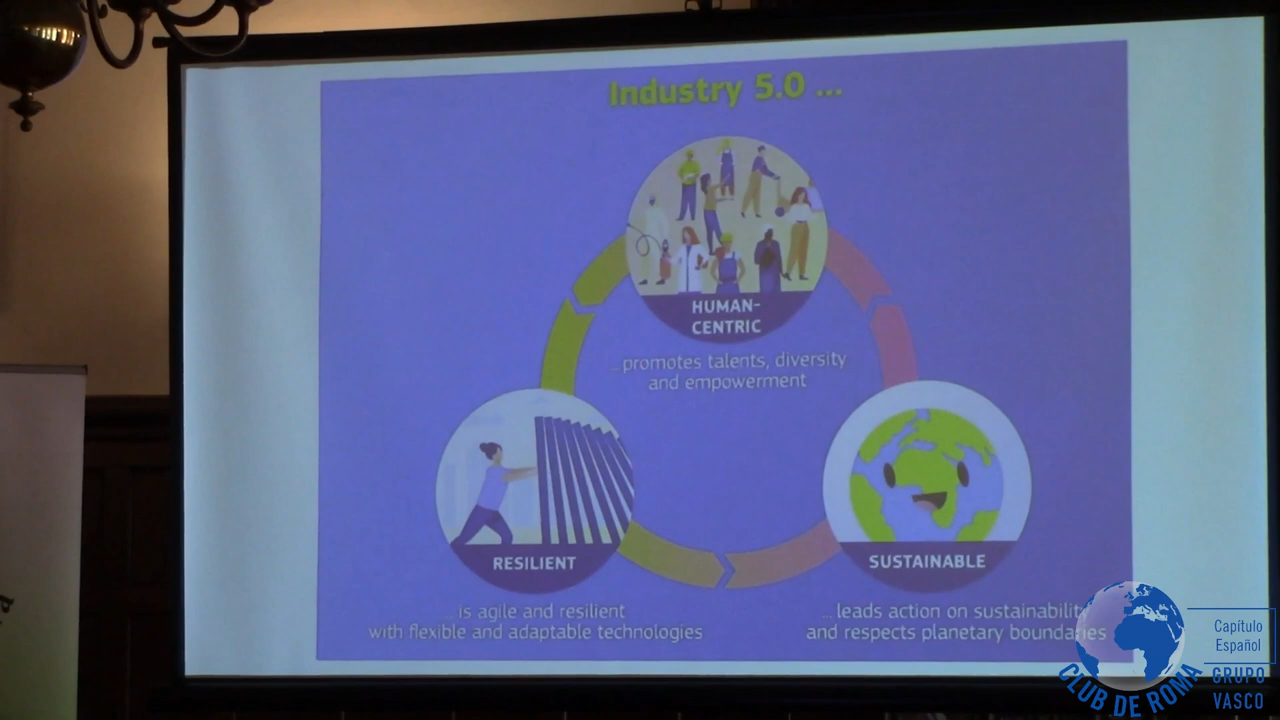 Industry 5.0 ...
HUMAN-
CENTRIC
...promotes talents, diversity
and empowerment
RESILIENT
... is agile and resilient
with flexible and adaptable technologies
SUSTAINABLE
... leads action on sustainability
and respects planetary boundaries
CLUB DE ROMA
Capítulo
Español
GRUPO
VASCO